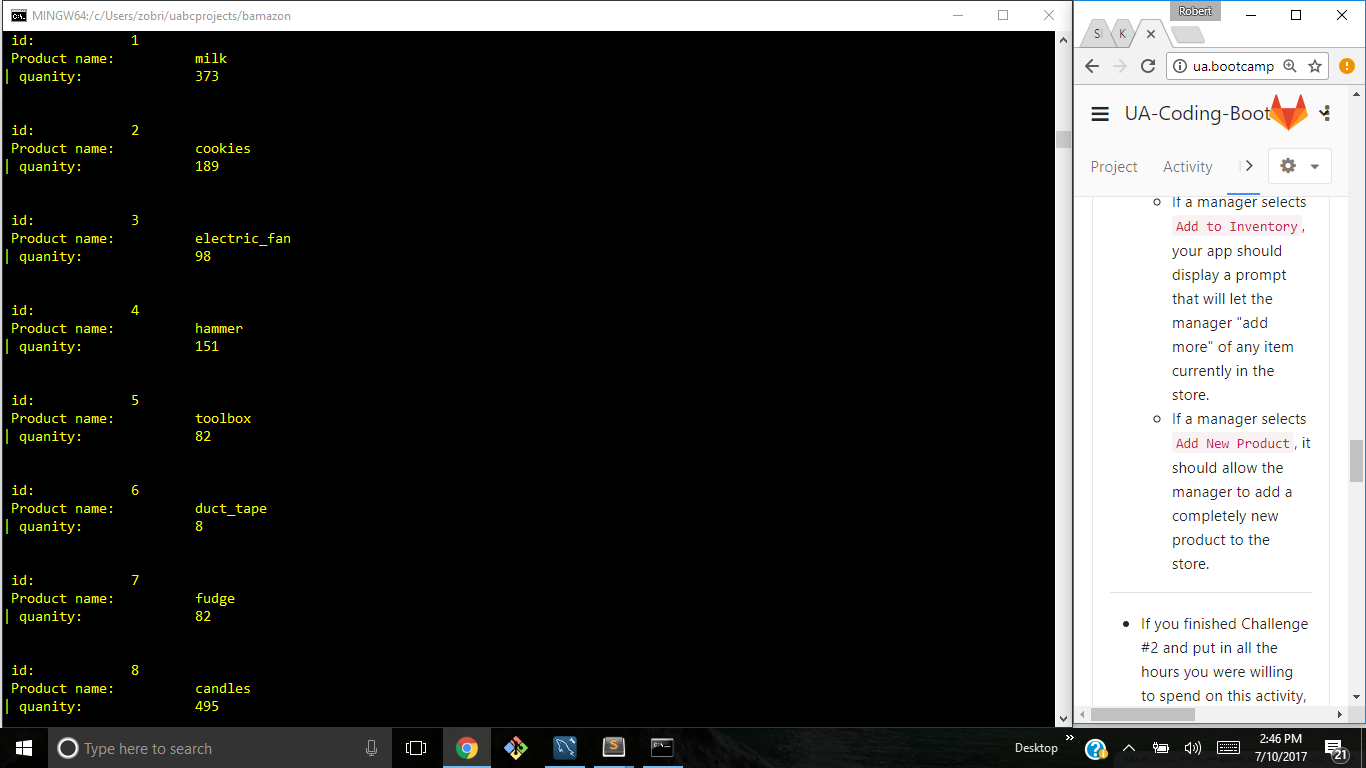 MINGW64:/c/Users/zobri/uabcprojects/bamazon
id: 1
Product name: milk
| quanity: 373
id: 2
Product name: cookies
| quanity: 189
id: 3
Product name: electric_fan
| quanity: 98
id: 4
Product name: hammer
| quanity: 151
id: 5
Product name: toolbox
| quanity: 82
id: 6
Product name: duct_tape
| quanity: 8
id: 7
Product name: fudge
| quanity: 82
id: 8
Product name: candles
| quanity: 495
Robert
S K
ua.bootcamp
UA-Coding-Boot
Project Activity
If a manager selects
Add to Inventory,
your app should
display a prompt
that will let the
manager "add
more" of any item
currently in the
store.
If a manager selects
Add New Product, it
should allow the
manager to add a
completely new
product to the
store.
If you finished Challenge
#2 and put in all the
hours you were willing
to spend on this activity,
Type here to search
Desktop
2:46 PM
7/10/2017
21